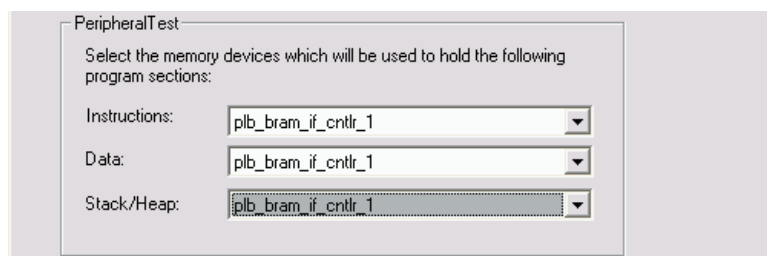 PeripheralTest
Select the memory devices which will be used to hold the following
program sections:
Instructions: plb_bram_if_cntlr_1
Data: plb_bram_if_cntlr_1
Stack/Heap: plb_bram_if_cntlr_1